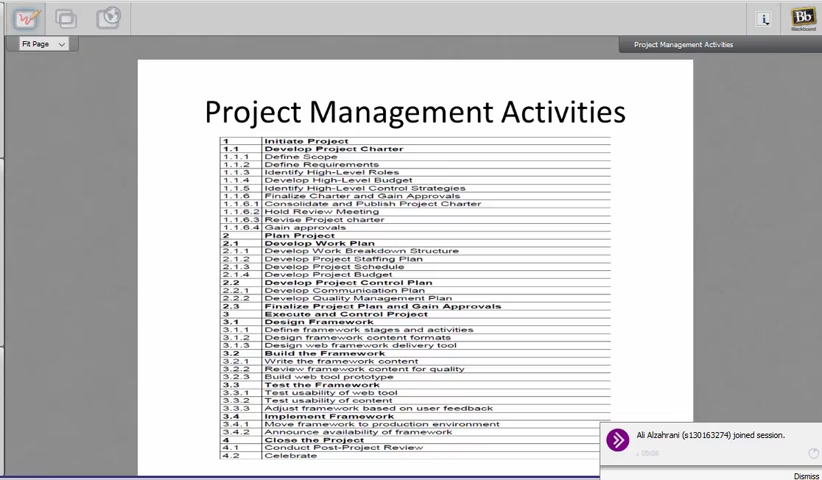 Bb
Blackboard
Fit Page
Project Management Activities
Project Management Activities
1 Initiate Project
1.1 Develop Project Charter
1.1.1 Define Scope
1.1.2 Define Requirements
1.1.3 Identify High-Level Roles
1.1.4 Develop High-Level Budget
1.1.5 Identify High-Level Control Strategies
1.1.6 Finalize Charter and Gain Approvals
1.1.6.1 Consolidate and Publish Project Charter
1.1.6.2 Hold Review Meeting
1.1.6.3 Revise Project charter
1.1.6.4 Gain approvals
2 Plan Project
2.1 Develop Work Plan
2.1.1 Develop Work Breakdown Structure
2.1.2 Develop Project Staffing Plan
2.1.3 Develop Project Schedule
2.1.4 Develop Project Budget
2.2 Develop Project Control Plan
2.2.1 Develop Communication Plan
2.2.2 Develop Quality Management Plan
2.3 Finalize Project Plan and Gain Approvals
3 Execute and Control Project
3.1 Design Framework
3.1.1 Define framework stages and activities
3.1.2 Design framework content formats
3.1.3 Design web framework delivery tool
3.2 Build the Framework
3.2.1 Write the framework content
3.2.2 Review framework content for quality
3.2.3 Build web tool prototype
3.3 Test the Framework
3.3.1 Test usability of web tool
3.3.2 Test usability of content
3.3.3 Adjust framework based on user feedback
3.4 Implement Framework
3.4.1 Move framework to production environment
3.4.2 Announce availability of framework
4 Close the Project
4.1 Conduct Post-Project Review
4.2 Celebrate
Ali Alzahrani (s130163274) joined session.
Dismiss